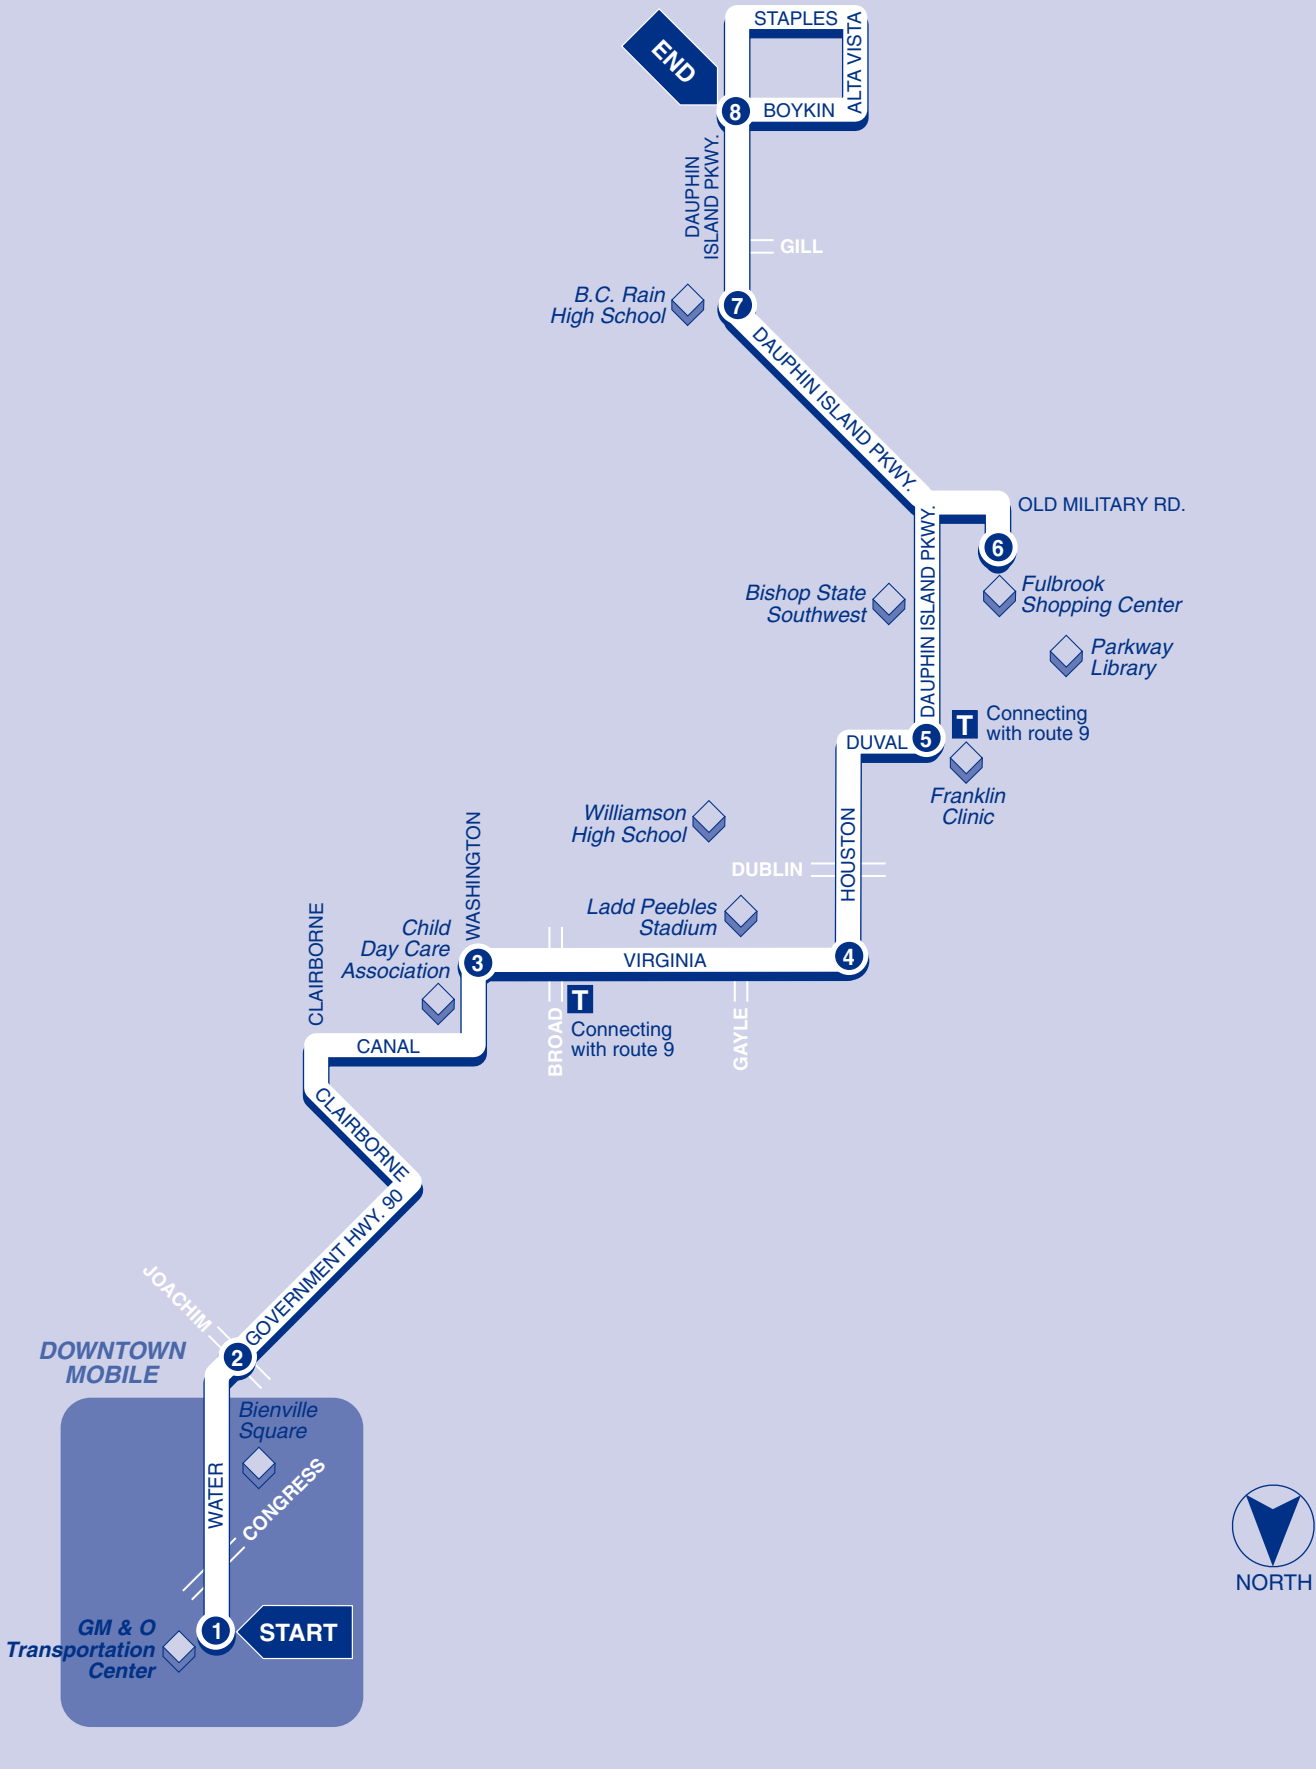 STAPLES
ALTA VISTA
END
8
BOYKIN
DAUPHIN
ISLAND PKWY.
GILL
B.C. Rain
High School
7
DAUPHIN ISLAND PKWY.
OLD MILITARY RD.
6
DAUPHIN ISLAND PKWY.
Bishop State
Southwest
Fulbrook
Shopping Center
Parkway
Library
T
Connecting
with route 9
DUVAL
5
Franklin
Clinic
Williamson
High School
HOUSTON
DUBLIN
WASHINGTON
Ladd Peebles
Stadium
CLAIRBORNE
Child
Day Care
Association
3
VIRGINIA
4
T
Connecting
with route 9
BROAD
GAYLE
CANAL
CLAIRBORNE
GOVERNMENT HWY. 90
JOACHIM
2
DOWNTOWN
MOBILE
Bienville
Square
WATER
CONGRESS
NORTH
GM & O
Transportation
Center
1
START